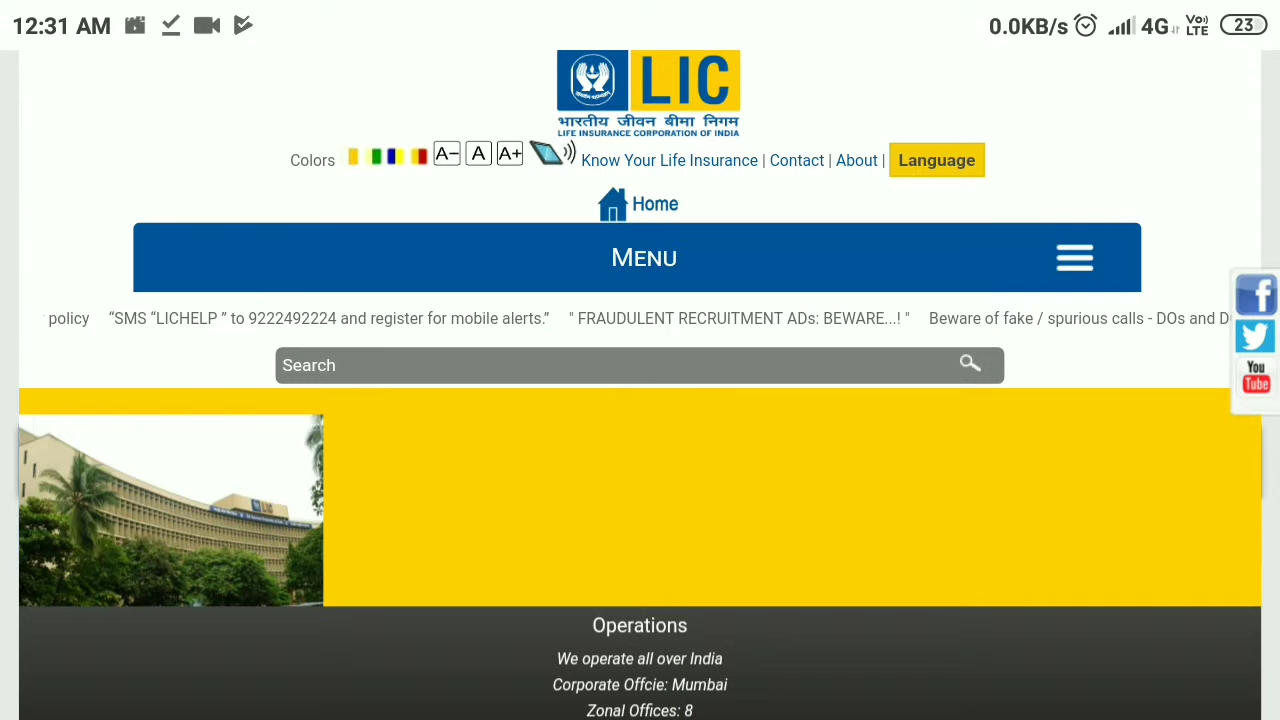 12:31 AM 0.0KB/s 4G Vo LTE 23
LIC
भारतीय जीवन बीमा निगम
LIFE INSURANCE CORPORATION OF INDIA
Colors A− A A+ Know Your Life Insurance | Contact | About | Language
Home
MENU
policy “SMS “LICHELP ” to 9222492224 and register for mobile alerts.” " FRAUDULENT RECRUITMENT ADs: BEWARE...! " Beware of fake / spurious calls - DOs and D
f
You
Tube
Search
LIC
Operations
We operate all over India
Corporate Offcie: Mumbai
Zonal Offices: 8